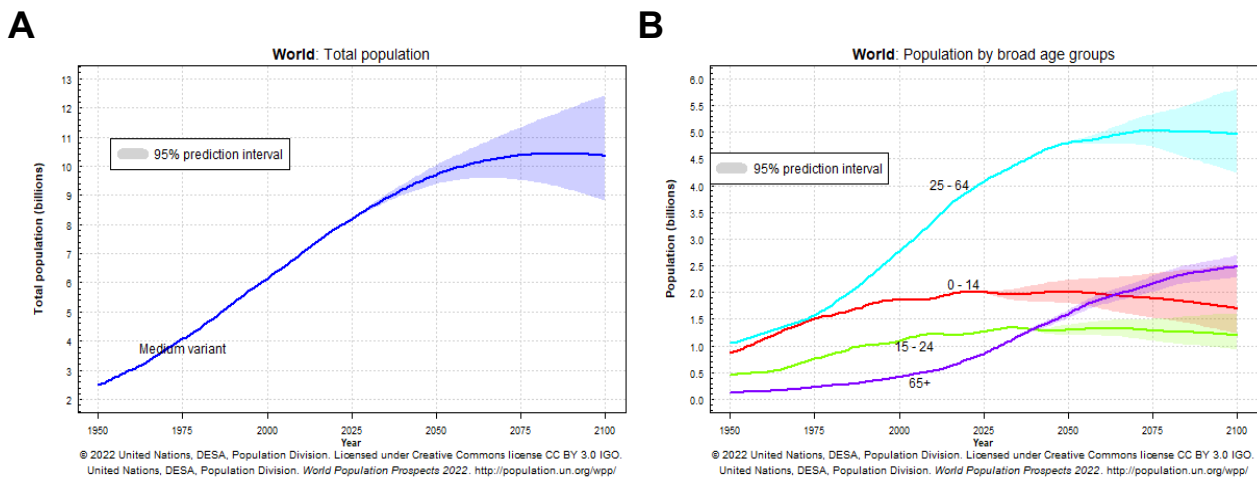 A
World: Total population
Total population (billions)
13
12
11
10
9
8
7
6
5
4
3
2
95% prediction interval
Medium variant
1950
1975
2000
2025
2050
2075
2100
Year
© 2022 United Nations, DESA, Population Division. Licensed under Creative Commons license CC BY 3.0 IGO.
United Nations, DESA, Population Division. World Population Prospects 2022. http://population.un.org/wpp/
B
World: Population by broad age groups
Population (billions)
6.0
5.5
5.0
4.5
4.0
3.5
3.0
2.5
2.0
1.5
1.0
0.5
0.0
95% prediction interval
25 - 64
0 - 14
15 - 24
65+
1950
1975
2000
2025
2050
2075
2100
Year
© 2022 United Nations, DESA, Population Division. Licensed under Creative Commons license CC BY 3.0 IGO.
United Nations, DESA, Population Division. World Population Prospects 2022. http://population.un.org/wpp/